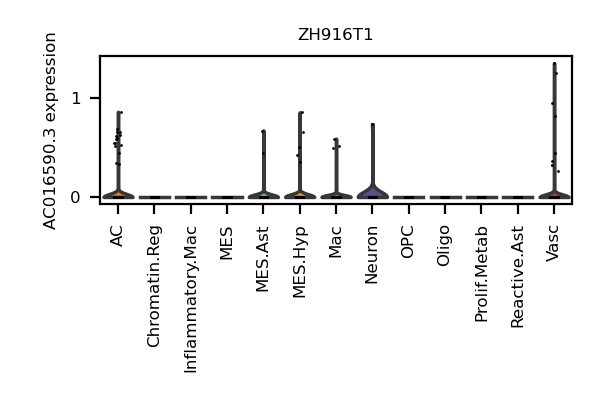 ZH916T1
AC016590.3 expression
1
0
AC
Chromatin.Reg
Inflammatory.Mac
MES
MES.Ast
MES.Hyp
Mac
Neuron
OPC
Oligo
Prolif.Metab
Reactive.Ast
Vasc